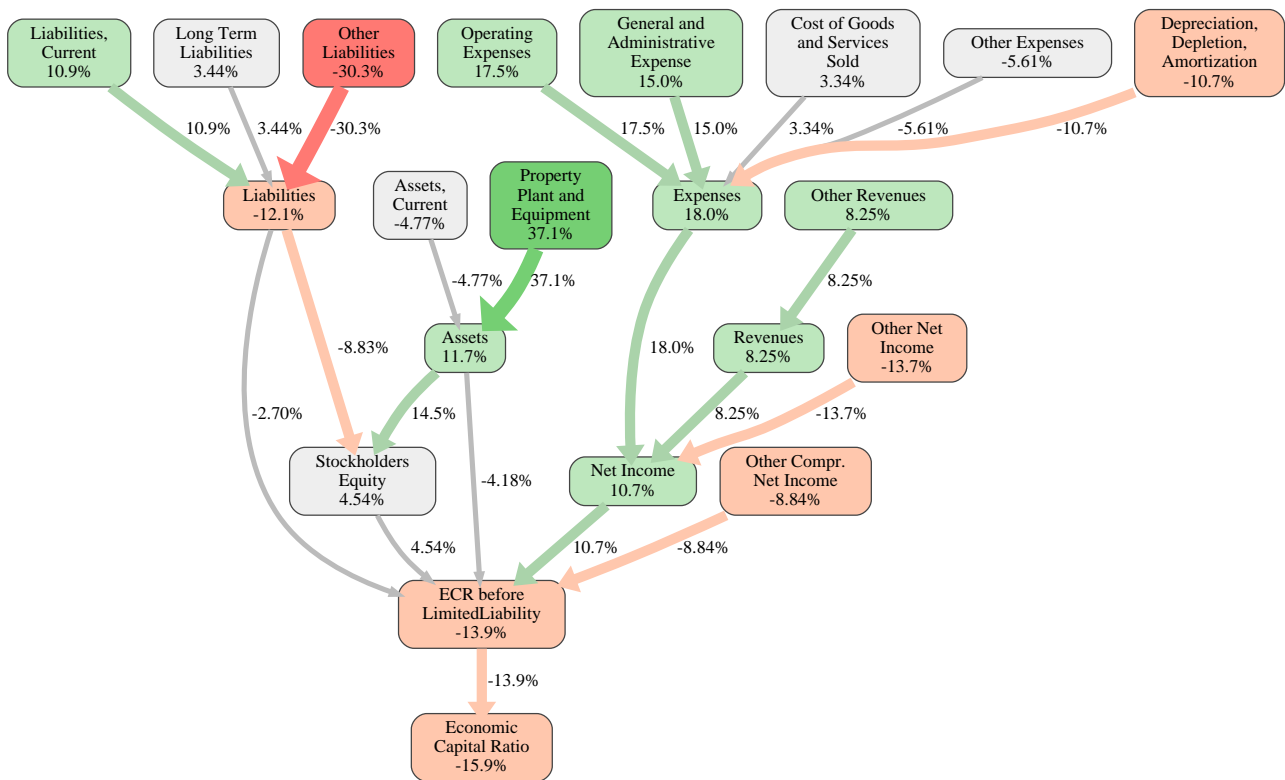 Liabilities,
Current
10.9%
Long Term
Liabilities
3.44%
Other
Liabilities
-30.3%
Operating
Expenses
17.5%
General and
Administrative
Expense
15.0%
Cost of Goods
and Services
Sold
3.34%
Other Expenses
-5.61%
Depreciation,
Depletion,
Amortization
-10.7%
10.9%
3.44%
-30.3%
17.5%
15.0%
3.34%
-5.61%
-10.7%
Liabilities
-12.1%
Assets,
Current
-4.77%
Property
Plant and
Equipment
37.1%
Expenses
18.0%
Other Revenues
8.25%
-4.77%
37.1%
8.25%
-8.83%
Assets
11.7%
18.0%
Revenues
8.25%
Other Net
Income
-13.7%
-2.70%
14.5%
8.25%
-13.7%
Stockholders
Equity
4.54%
-4.18%
Net Income
10.7%
Other Compr.
Net Income
-8.84%
4.54%
10.7%
-8.84%
ECR before
LimitedLiability
-13.9%
-13.9%
Economic
Capital Ratio
-15.9%